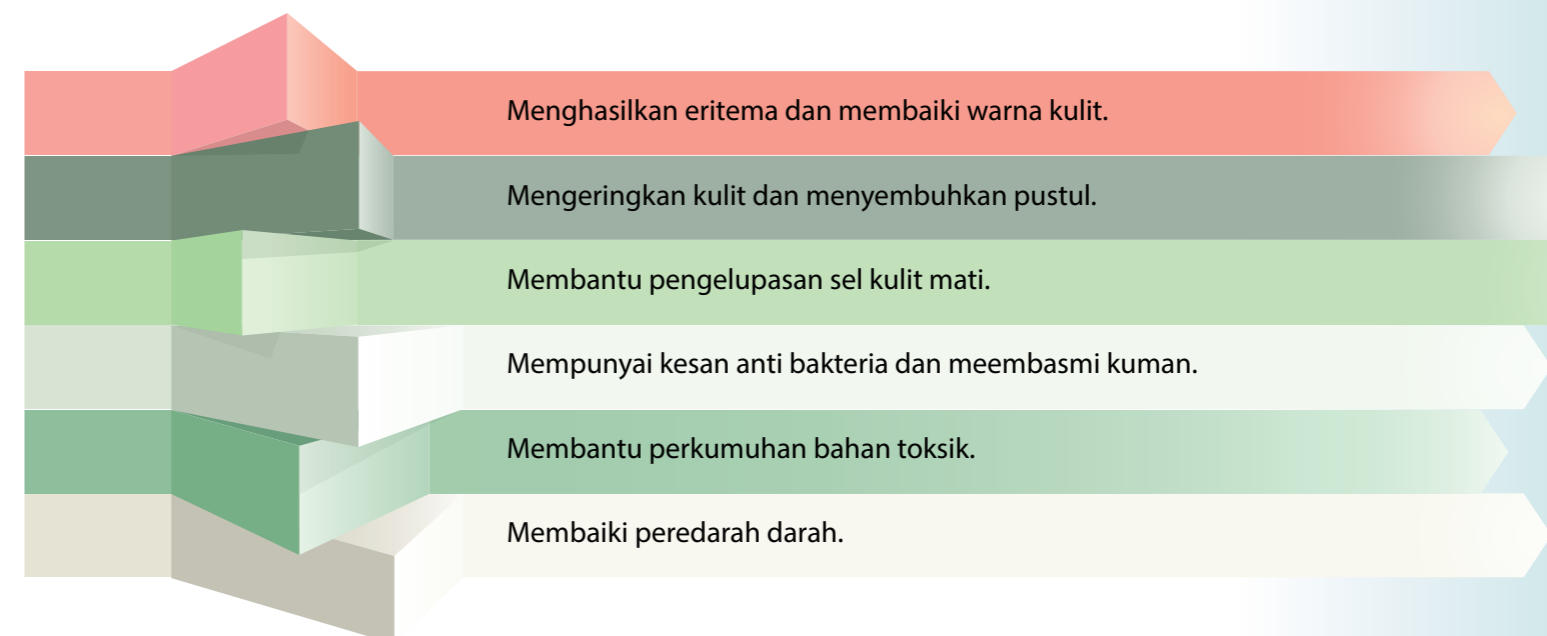 Menghasilkan eritema dan membaiki warna kulit.
Mengeringkan kulit dan menyembuhkan pustul.
Membantu pengelupasan sel kulit mati.
Mempunyai kesan anti bakteria dan meembasmi kuman.
Membantu perkumuhan bahan toksik.
Membaiki peredarah darah.